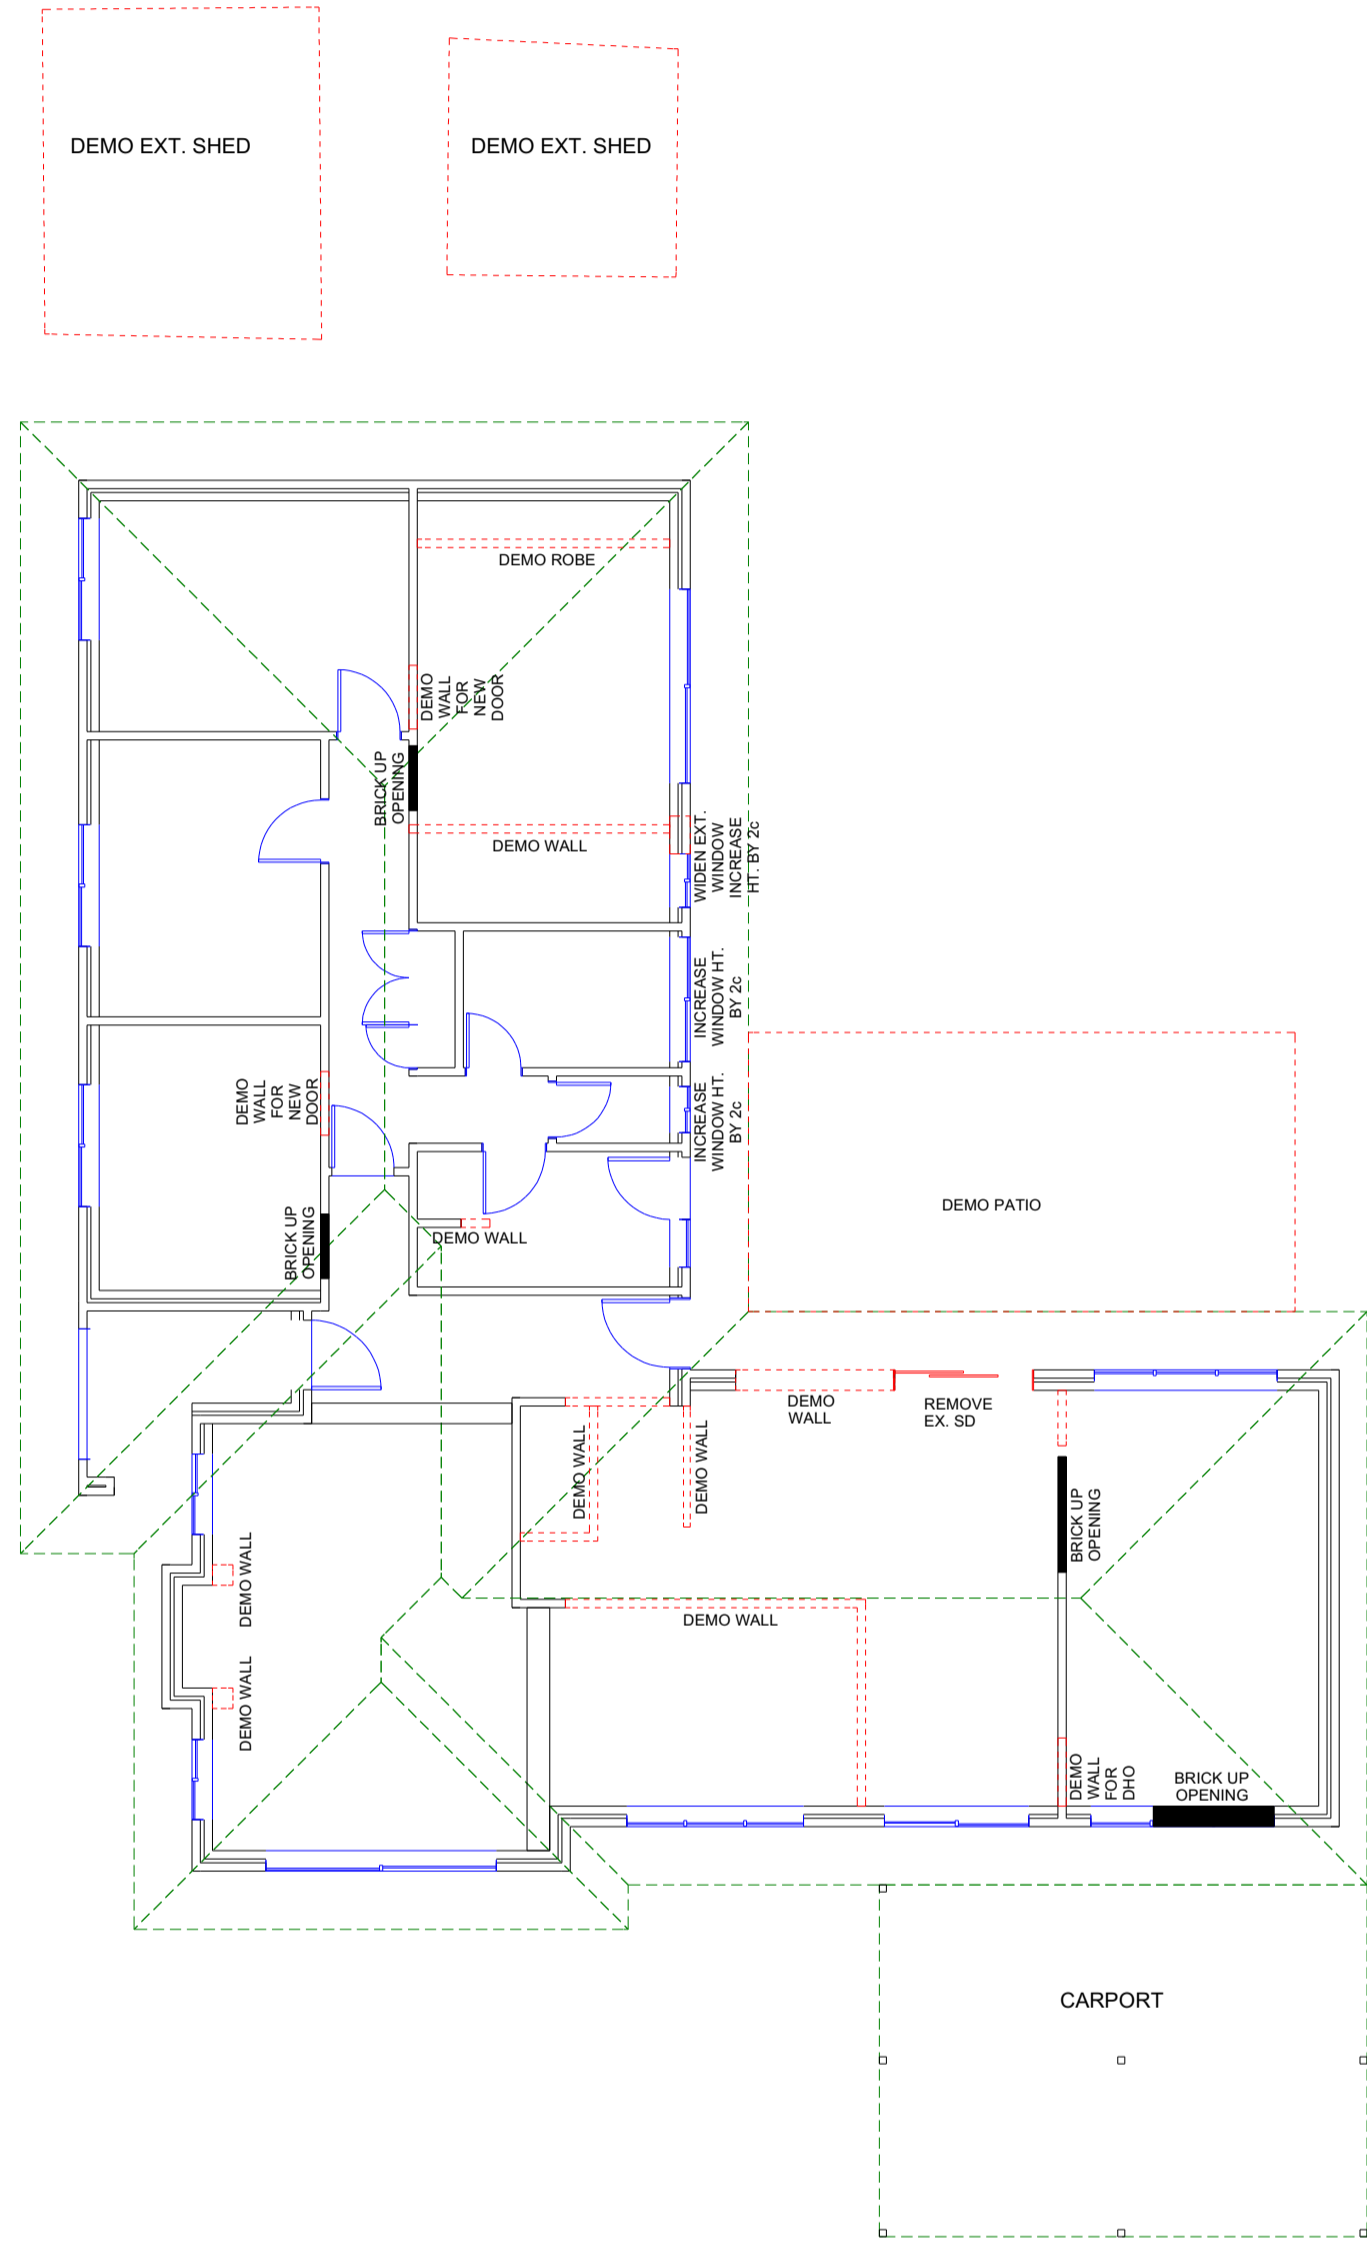 DEMO EXT. SHED
DEMO EXT. SHED
DEMO ROBE
DEMO
WALL
FOR
NEW
DOOR
BRICK UP
OPENING
DEMO WALL
WIDEN EXT.
WINDOW
INCREASE
HT. BY 2c
INCREASE
WINDOW HT.
BY 2c
INCREASE
WINDOW HT.
BY 2c
DEMO
WALL
FOR
NEW
DOOR
DEMO PATIO
BRICK UP
OPENING
DEMO WALL
DEMO
WALL
REMOVE
EX. SD
DEMO WALL
DEMO WALL
BRICK UP
OPENING
DEMO WALL
DEMO WALL
DEMO WALL
DEMO
WALL
FOR
DHO
BRICK UP
OPENING
CARPORT